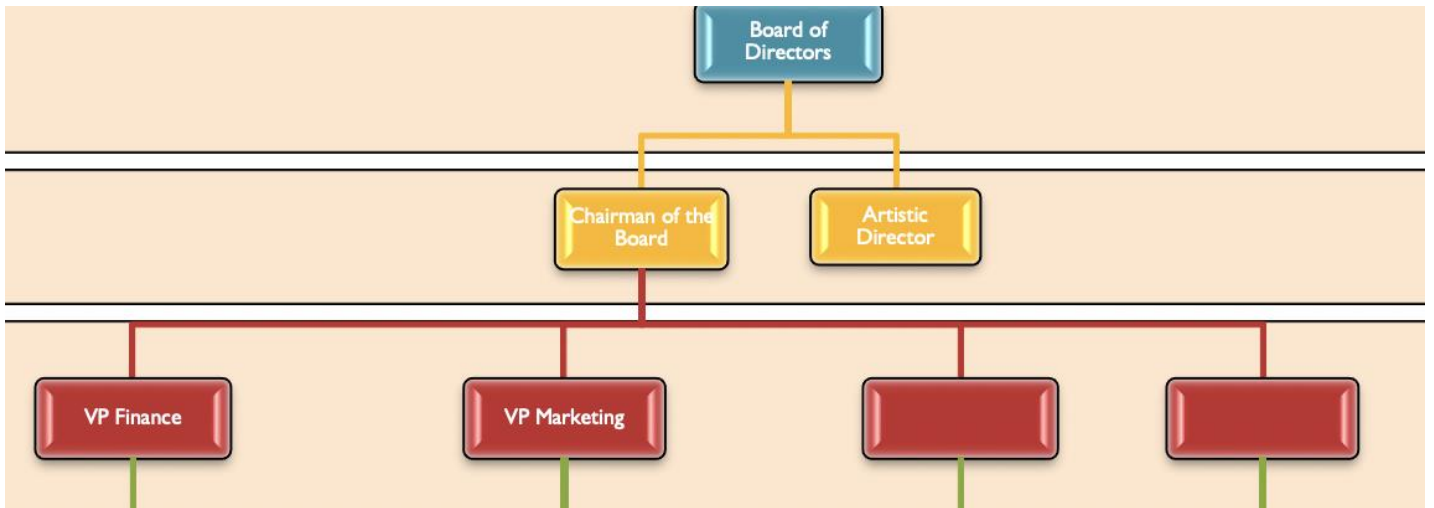 Board of
Directors
Chairman of the
Board
Artistic
Director
VP Finance
VP Marketing